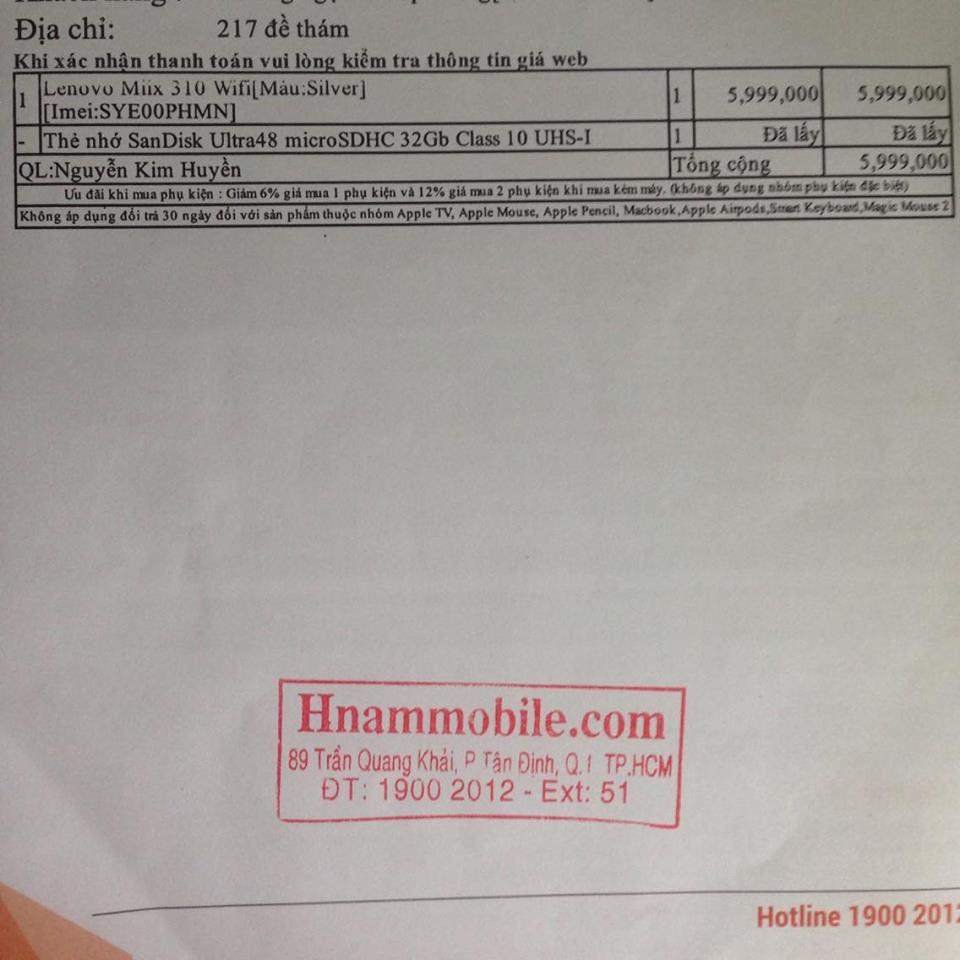 Địa chỉ: 217 đề thám
Khi xác nhận thanh toán vui lòng kiểm tra thông tin giá web
1 Lenovo Miix 310 Wifi[Màu:Silver] 1 5,999,000 5,999,000
[Imei:SYE00PHMN]
- Thẻ nhớ SanDisk Ultra48 microSDHC 32Gb Class 10 UHS-I 1 Đã lấy Đã lấy
QL:Nguyễn Kim Huyền Tổng cộng 5,999,000
Ưu đãi khi mua phụ kiện : Giảm 6% giá mua 1 phụ kiện và 12% giá mua 2 phụ kiện khi mua kèm máy. (không áp dụng nhóm phụ kiện đặc biệt)
Không áp dụng đổi trả 30 ngày đối với sản phẩm thuộc nhóm Apple TV, Apple Mouse, Apple Pencil, Macbook,Apple Airpods,Smart Keyboard,Magic Mouse 2
Hnammobile.com
89 Trần Quang Khải, P Tân Định, Q.1 TP.HCM
ĐT: 1900 2012 - Ext: 51
Hotline 1900 2012